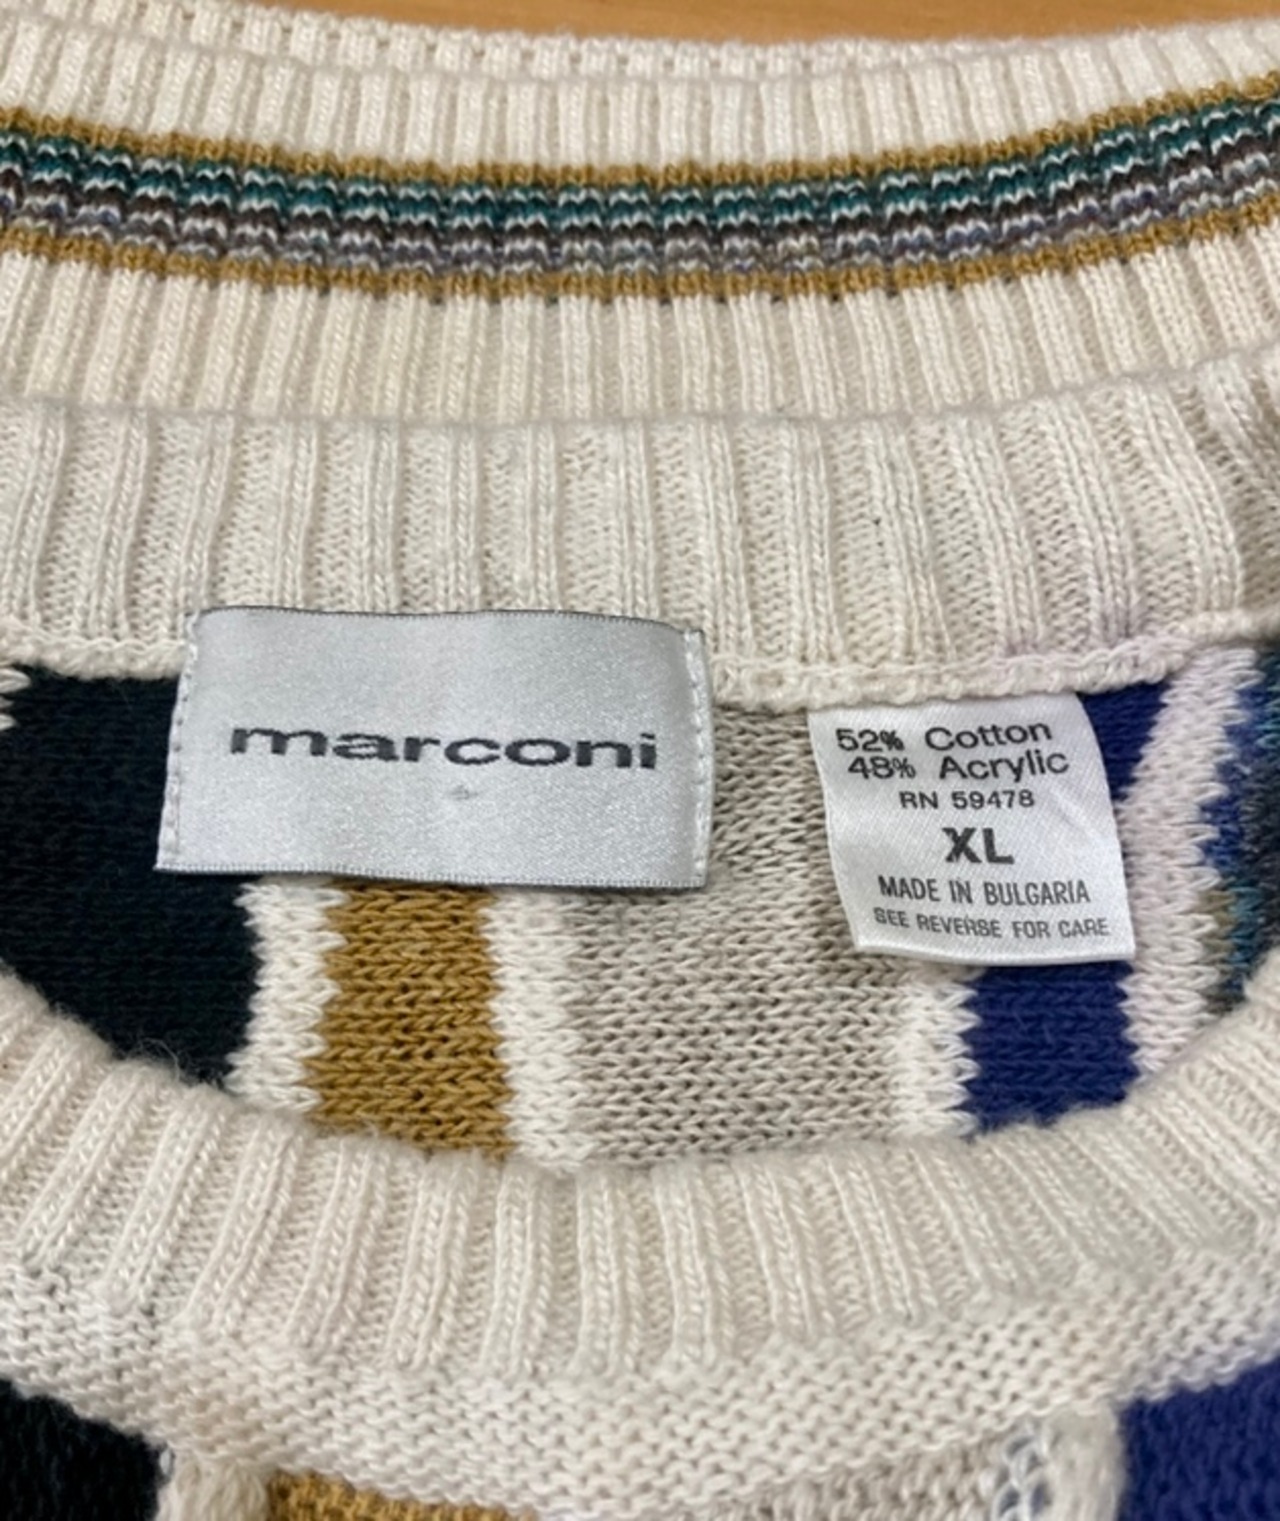 marconi
52% Cotton
48% Acrylic
RN 59478
XL
MADE IN BULGARIA
SEE REVERSE FOR CARE